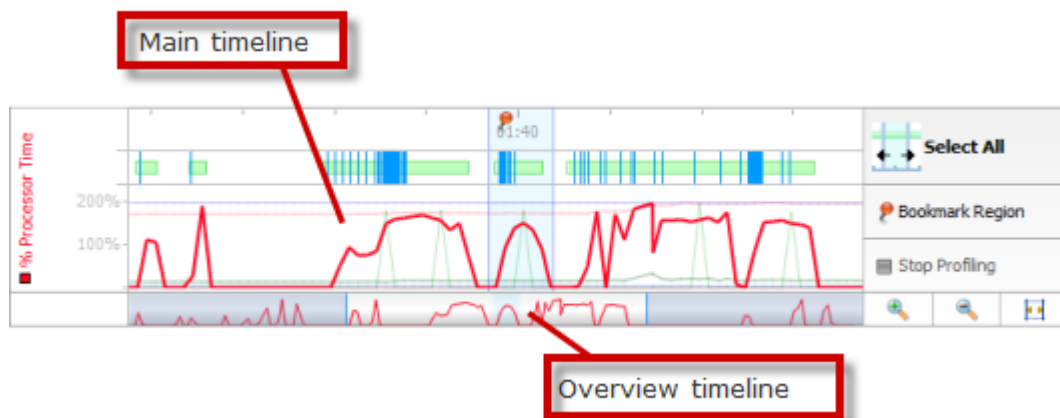 Main timeline
01:40
Select All
% Processor Time
200%
Bookmark Region
100%
Stop Profiling
Overview timeline